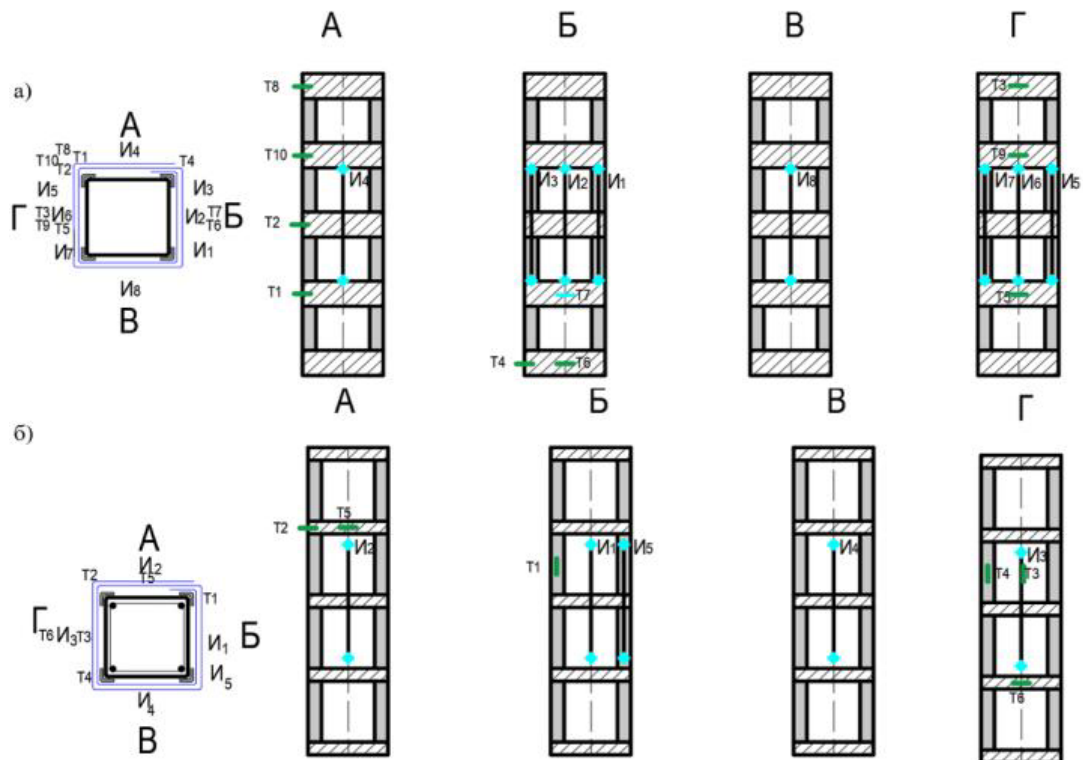 А Б В Г
а)
Т8 Т3
А
И4
Т8
Т10 Т1 Т4
Т2
Т10 Т9
И4 И3 И2 И1 И8 И7 И6 И5
И5 И3
Г Т3 И6 И2 Т7 Б
Т9 Т5 Т6
Т2
И7 И1
И8
В
Т1 Т7 Т5
Т4 Т6
А Б В Г
б)
Т2 Т5
А
И2 И1 И5 И4 И3
Т1 Т4 Т3
И2
Т2 Т5
Т1
Г Т6 И3 Т3 И1 Б
Т4 И5
И4
В
Т6